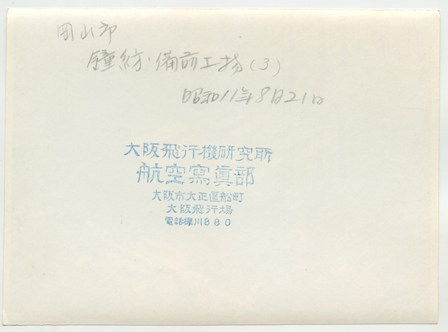 岡山市
鐘紡・備前工場(3)
昭和11年8月21日
大阪飛行機研究所
航空寫眞部
大阪市大正區船町
大阪飛行場
電話櫻川880